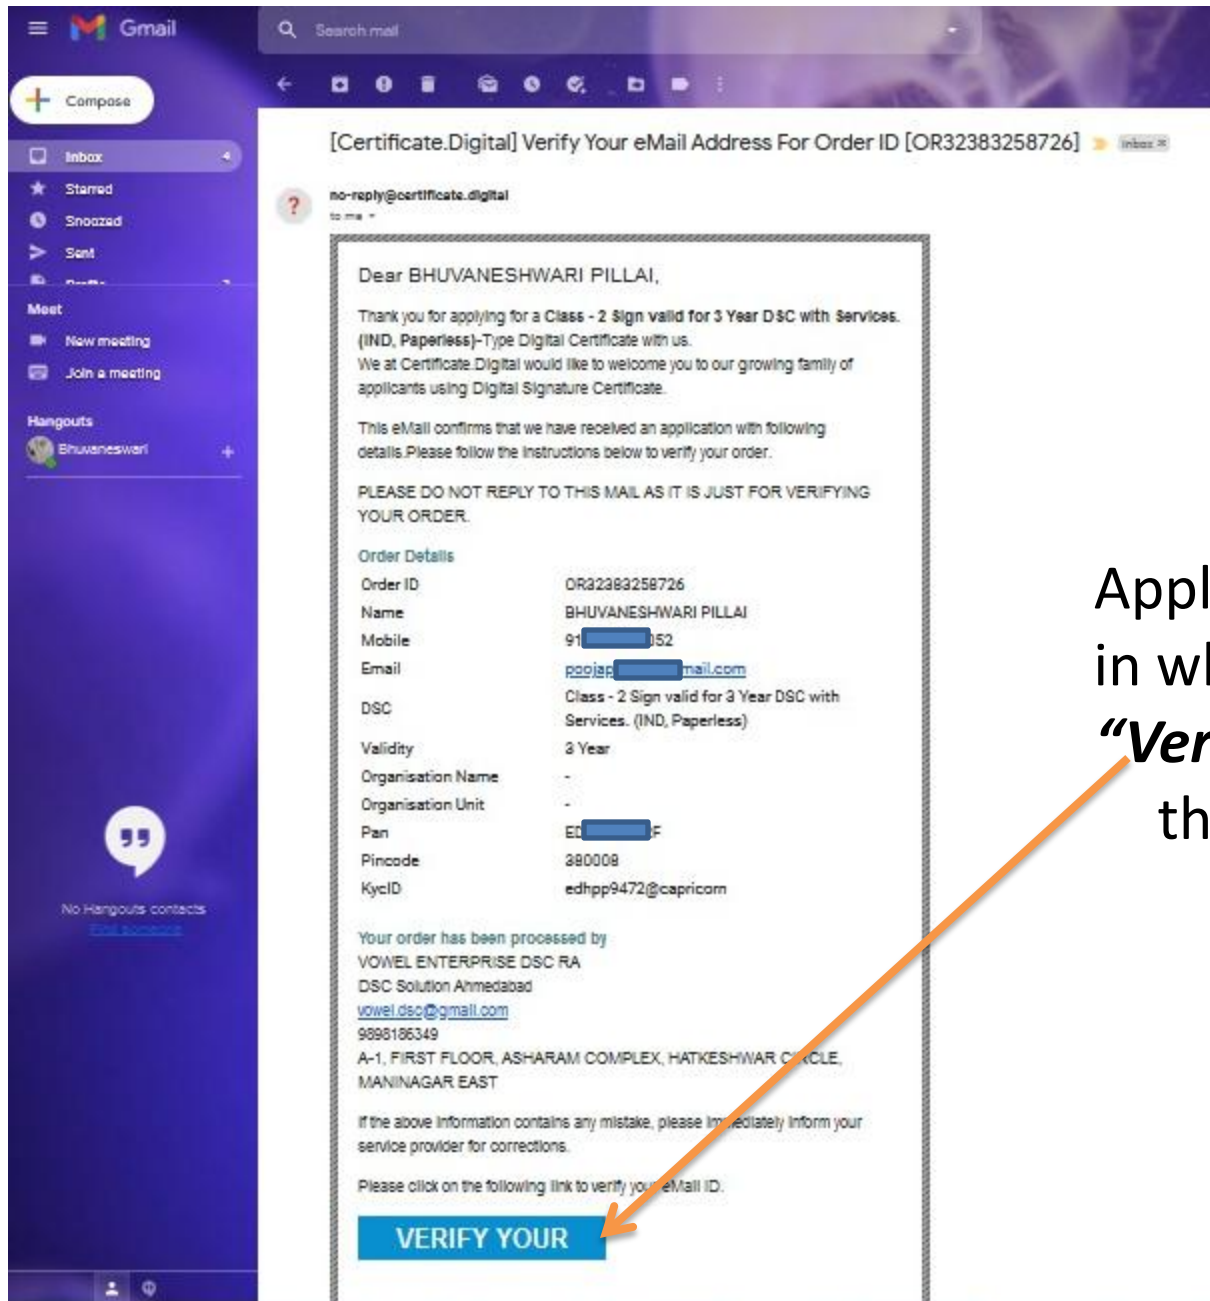 Gmail
Search mail
Compose
Inbox 4
Starred
Snoozed
Sent
Meet
New meeting
Join a meeting
Hangouts
Bhuvaneswari +
No Hangouts contacts
Find someone
[Certificate.Digital] Verify Your eMail Address For Order ID [OR32383258726] Inbox ×
no-reply@certificate.digital
to me
Dear BHUVANESHWARI PILLAI,
Thank you for applying for a Class - 2 Sign valid for 3 Year DSC with Services.
(IND, Paperless)-Type Digital Certificate with us.
We at Certificate.Digital would like to welcome you to our growing family of
applicants using Digital Signature Certificate.
This eMail confirms that we have received an application with following
details.Please follow the instructions below to verify your order.
PLEASE DO NOT REPLY TO THIS MAIL AS IT IS JUST FOR VERIFYING
YOUR ORDER.
Order Details
Order ID OR32383258726
Name BHUVANESHWARI PILLAI
Mobile 91 052
Email poojap mail.com
DSC Class - 2 Sign valid for 3 Year DSC with
Services. (IND, Paperless)
Validity 3 Year
Organisation Name -
Organisation Unit -
Pan ED F
Pincode 380008
KycID edhpp9472@capricorn
Your order has been processed by
VOWEL ENTERPRISE DSC RA
DSC Solution Ahmedabad
vowel.dsc@gmail.com
9898186349
A-1, FIRST FLOOR, ASHARAM COMPLEX, HATKESHWAR CIRCLE,
MANINAGAR EAST
If the above information contains any mistake, please immediately inform your
service provider for corrections.
Please click on the following link to verify your eMail ID.
VERIFY YOUR
Appl
in w
“Ver
th